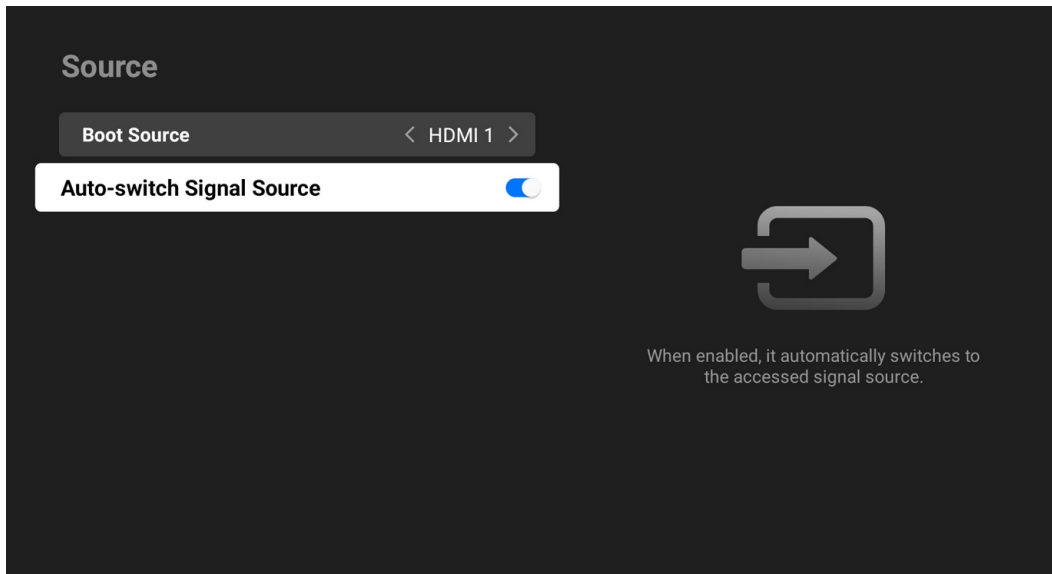 Source
Boot Source < HDMI 1 >
Auto-switch Signal Source
When enabled, it automatically switches to
the accessed signal source.